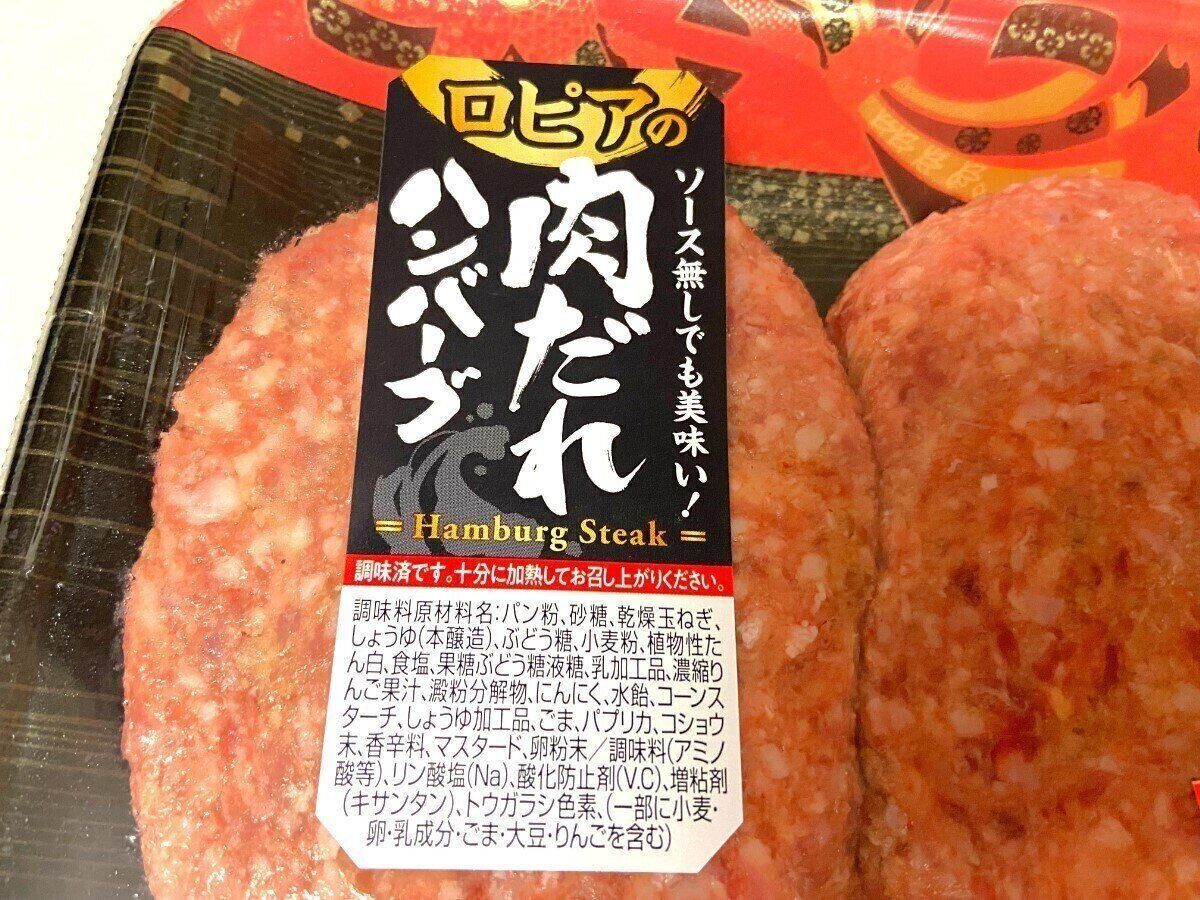 ロピアの
ソース無しでも美味い!
肉だれ
ハンバーグ
= Hamburg Steak =
調味済です。十分に加熱してお召し上がりください。
調味料原材料名:パン粉、砂糖、乾燥玉ねぎ、
しょうゆ(本醸造)、ぶどう糖、小麦粉、植物性た
ん白、食塩、果糖ぶどう糖液糖、乳加工品、濃縮り
んご果汁、澱粉分解物、にんにく、水飴、コーンス
ターチ、しょうゆ加工品、ごま、パプリカ、コショウ
末、香辛料、マスタード、卵粉末/調味料(アミノ
酸等)、リン酸塩(Na)、酸化防止剤(V.C)、増粘剤
(キサンタン)、トウガラシ色素、(一部に小麦・
卵・乳成分・ごま・大豆・りんごを含む)